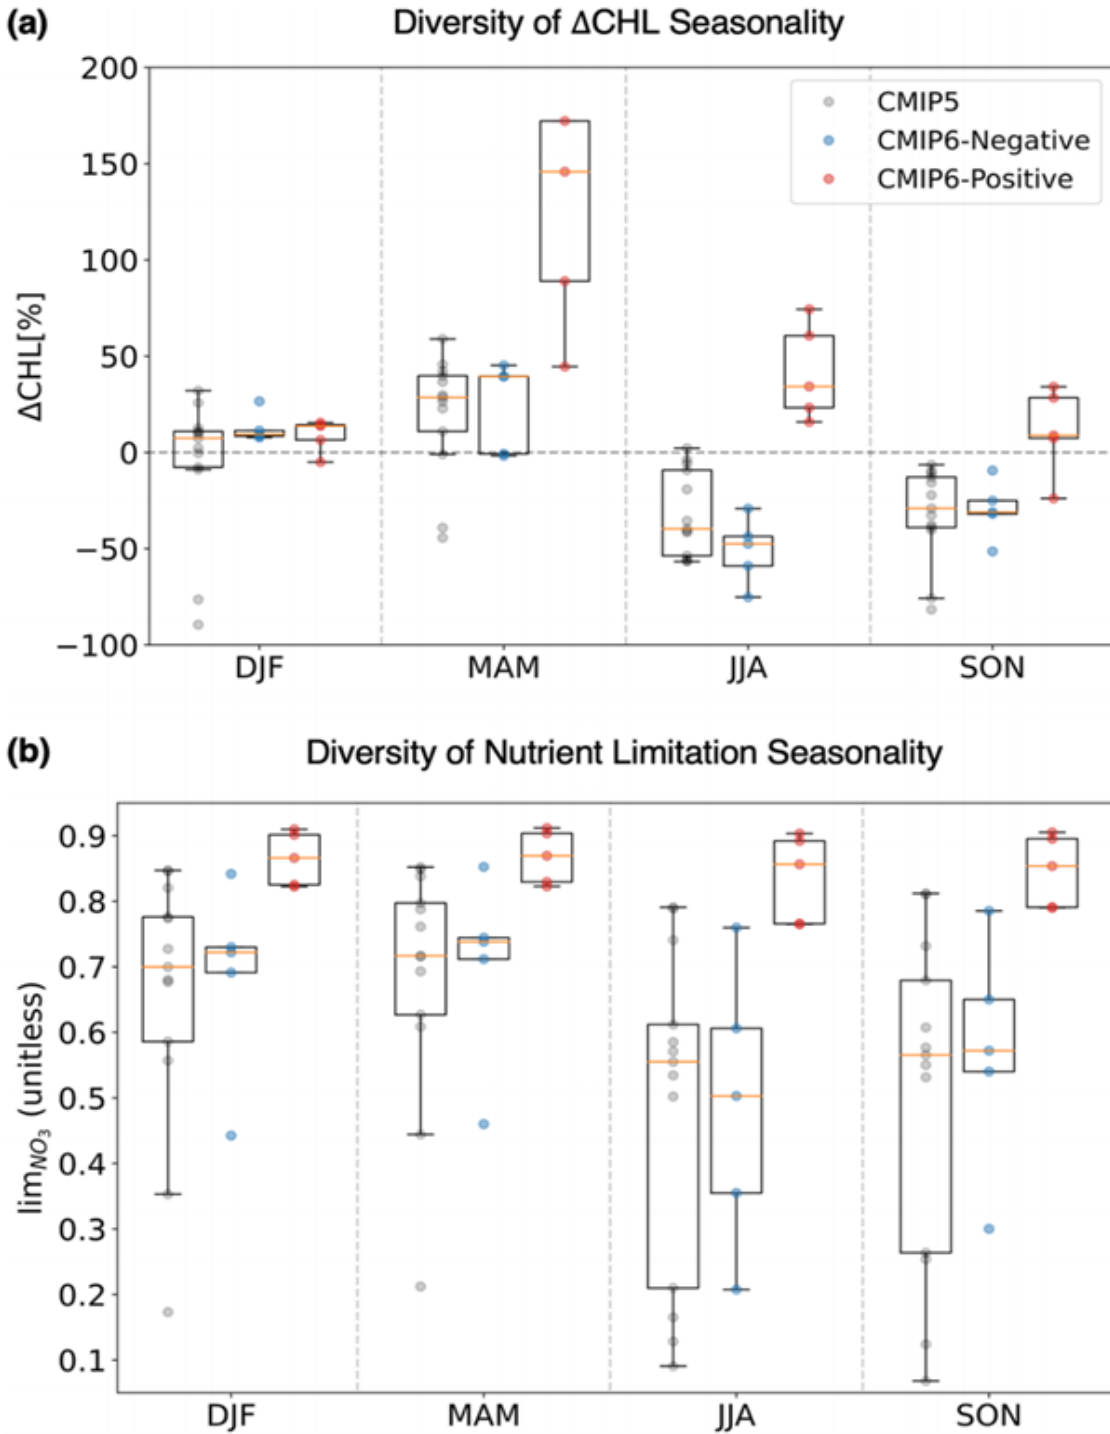 (a) Diversity of ΔCHL Seasonality
200
150
100
50
0
−50
−100
ΔCHL[%]
CMIP5
CMIP6-Negative
CMIP6-Positive
DJF MAM JJA SON
(b) Diversity of Nutrient Limitation Seasonality
0.9
0.8
0.7
0.6
0.5
0.4
0.3
0.2
0.1
lim_{NO_3} (unitless)
DJF MAM JJA SON